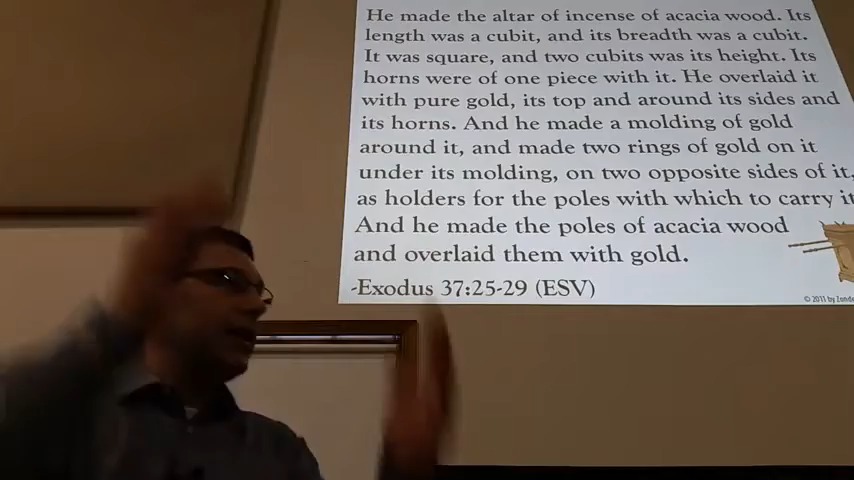 He made the altar of incense of acacia wood. Its
length was a cubit, and its breadth was a cubit.
It was square, and two cubits was its height. Its
horns were of one piece with it. He overlaid it
with pure gold, its top and around its sides and
its horns. And he made a molding of gold
around it, and made two rings of gold on it
under its molding, on two opposite sides of it,
as holders for the poles with which to carry it.
And he made the poles of acacia wood
and overlaid them with gold.
-Exodus 37:25-29 (ESV)
© 2011 by